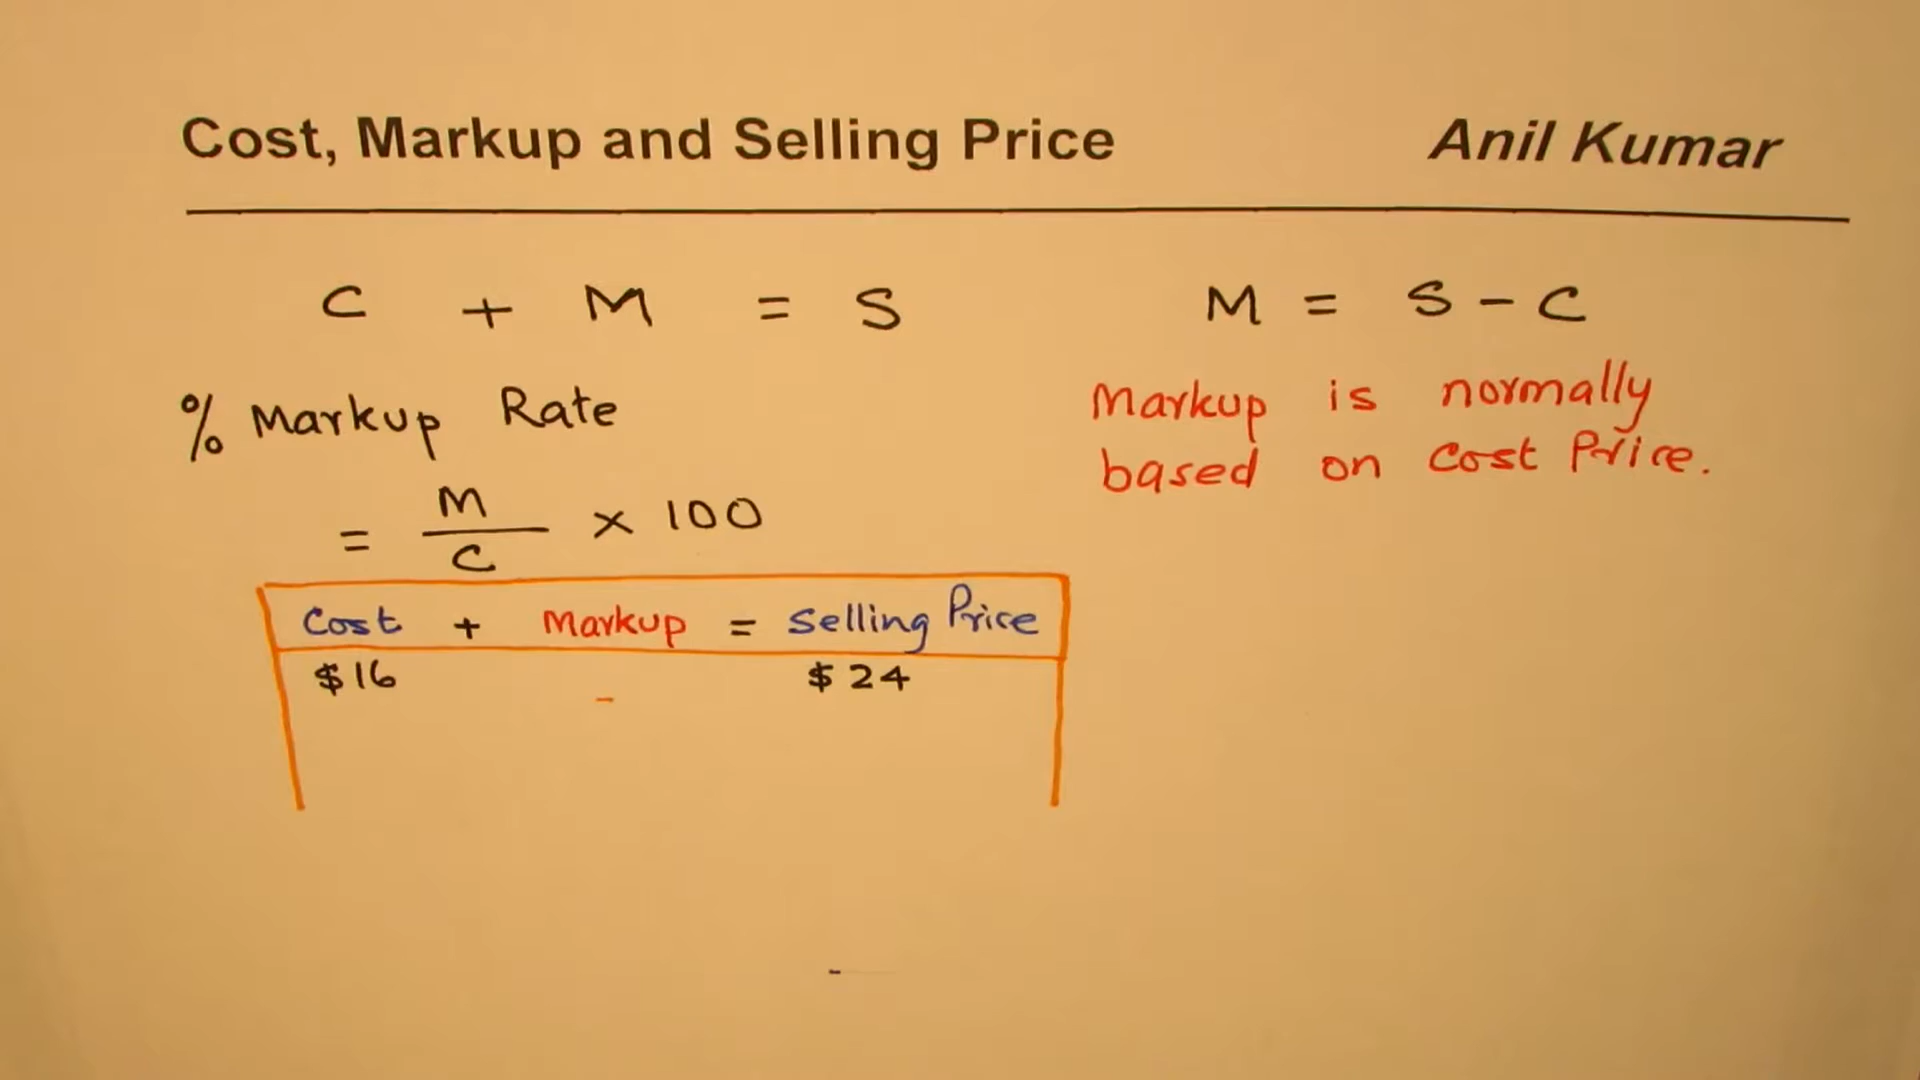 Cost, Markup and Selling Price
Anil Kumar
C + M = S
M = S - C
% Markup Rate
= M/C × 100
Markup is normally
based on Cost Price.
Cost + Markup = Selling Price
$16 $24